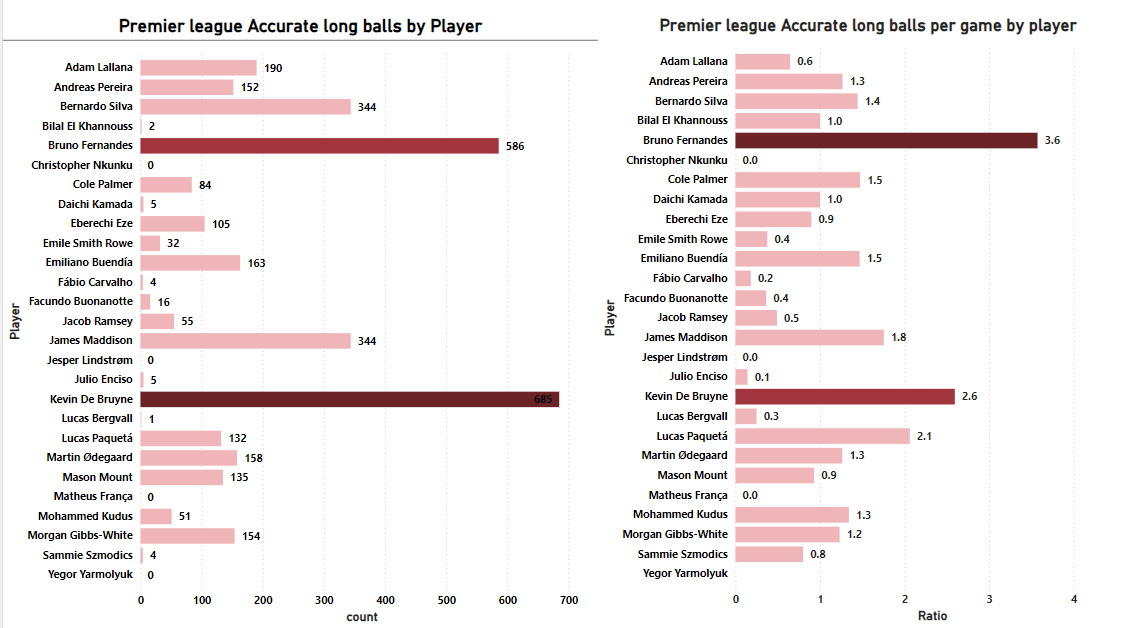 Premier league Accurate long balls by Player
Adam Lallana 190
Andreas Pereira 152
Bernardo Silva 344
Bilal El Khannouss 2
Bruno Fernandes 586
Christopher Nkunku 0
Cole Palmer 84
Daichi Kamada 5
Eberechi Eze 105
Emile Smith Rowe 32
Emiliano Buendía 163
Fábio Carvalho 4
Facundo Buonanotte 16
Jacob Ramsey 55
James Maddison 344
Jesper Lindstrøm 0
Julio Enciso 5
Kevin De Bruyne 685
Lucas Bergvall 1
Lucas Paquetá 132
Martin Ødegaard 158
Mason Mount 135
Matheus França 0
Mohammed Kudus 51
Morgan Gibbs-White 154
Sammie Szmodics 4
Yegor Yarmolyuk 0
Player
0 100 200 300 400 500 600 700
count
Premier league Accurate long balls per game by player
Adam Lallana 0.6
Andreas Pereira 1.3
Bernardo Silva 1.4
Bilal El Khannouss 1.0
Bruno Fernandes 3.6
Christopher Nkunku 0.0
Cole Palmer 1.5
Daichi Kamada 1.0
Eberechi Eze 0.9
Emile Smith Rowe 0.4
Emiliano Buendía 1.5
Fábio Carvalho 0.2
Facundo Buonanotte 0.4
Jacob Ramsey 0.5
James Maddison 1.8
Jesper Lindstrøm 0.0
Julio Enciso 0.1
Kevin De Bruyne 2.6
Lucas Bergvall 0.3
Lucas Paquetá 2.1
Martin Ødegaard 1.3
Mason Mount 0.9
Matheus França 0.0
Mohammed Kudus 1.3
Morgan Gibbs-White 1.2
Sammie Szmodics 0.8
Yegor Yarmolyuk
Player
0 1 2 3 4
Ratio